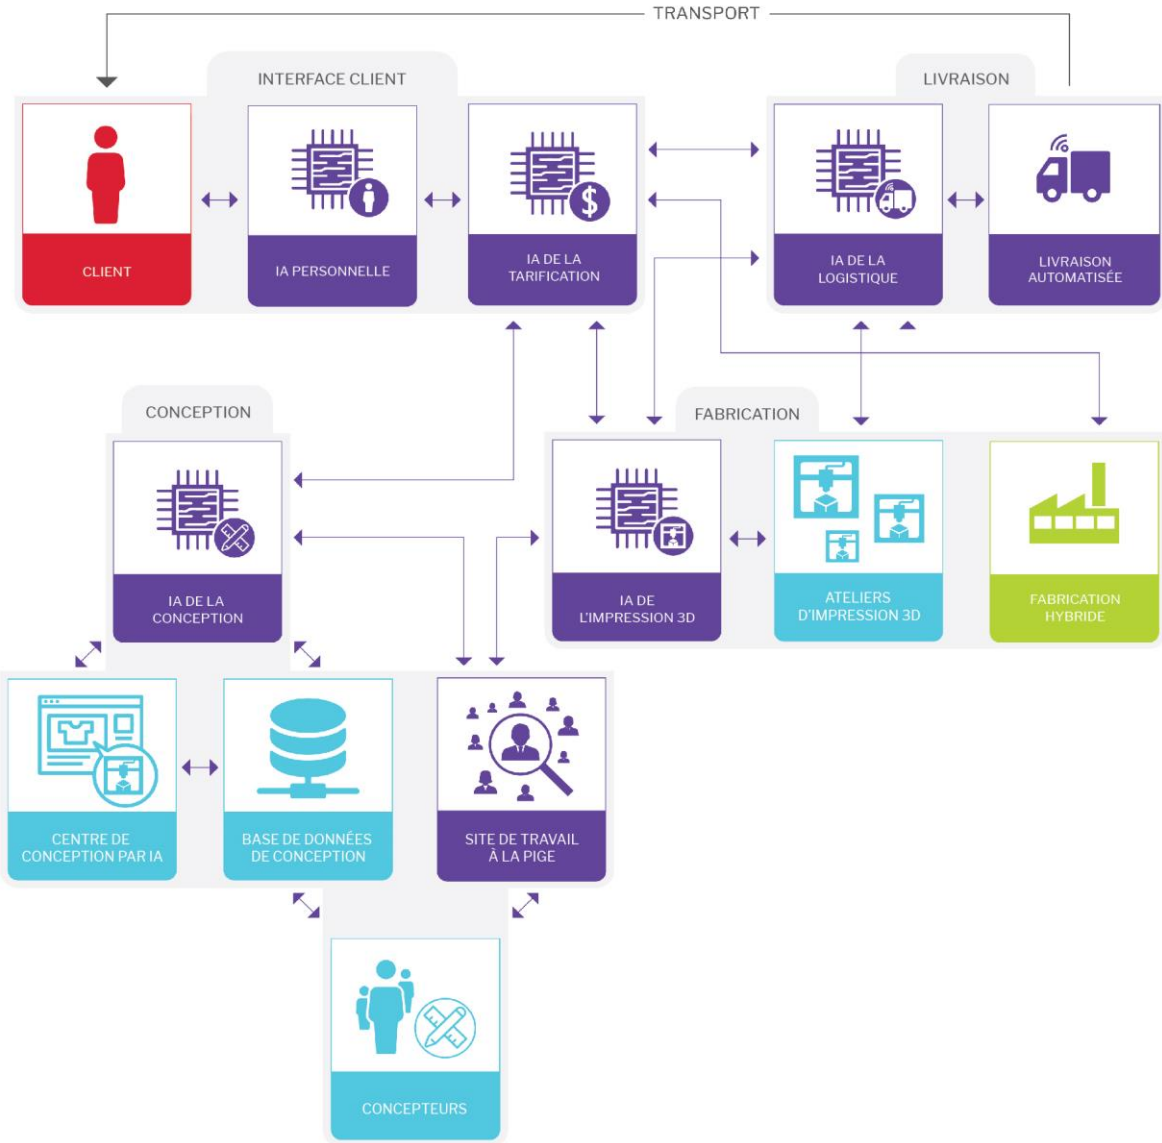 TRANSPORT
INTERFACE CLIENT
LIVRAISON
CLIENT
IA PERSONNELLE
IA DE LA
TARIFICATION
$
IA DE LA
LOGISTIQUE
LIVRAISON
AUTOMATISÉE
CONCEPTION
FABRICATION
IA DE LA
CONCEPTION
IA DE
L'IMPRESSION 3D
ATELIERS
D'IMPRESSION 3D
FABRICATION
HYBRIDE
CENTRE DE
CONCEPTION PAR IA
BASE DE DONNÉES
DE CONCEPTION
SITE DE TRAVAIL
À LA PIGE
CONCEPTEURS